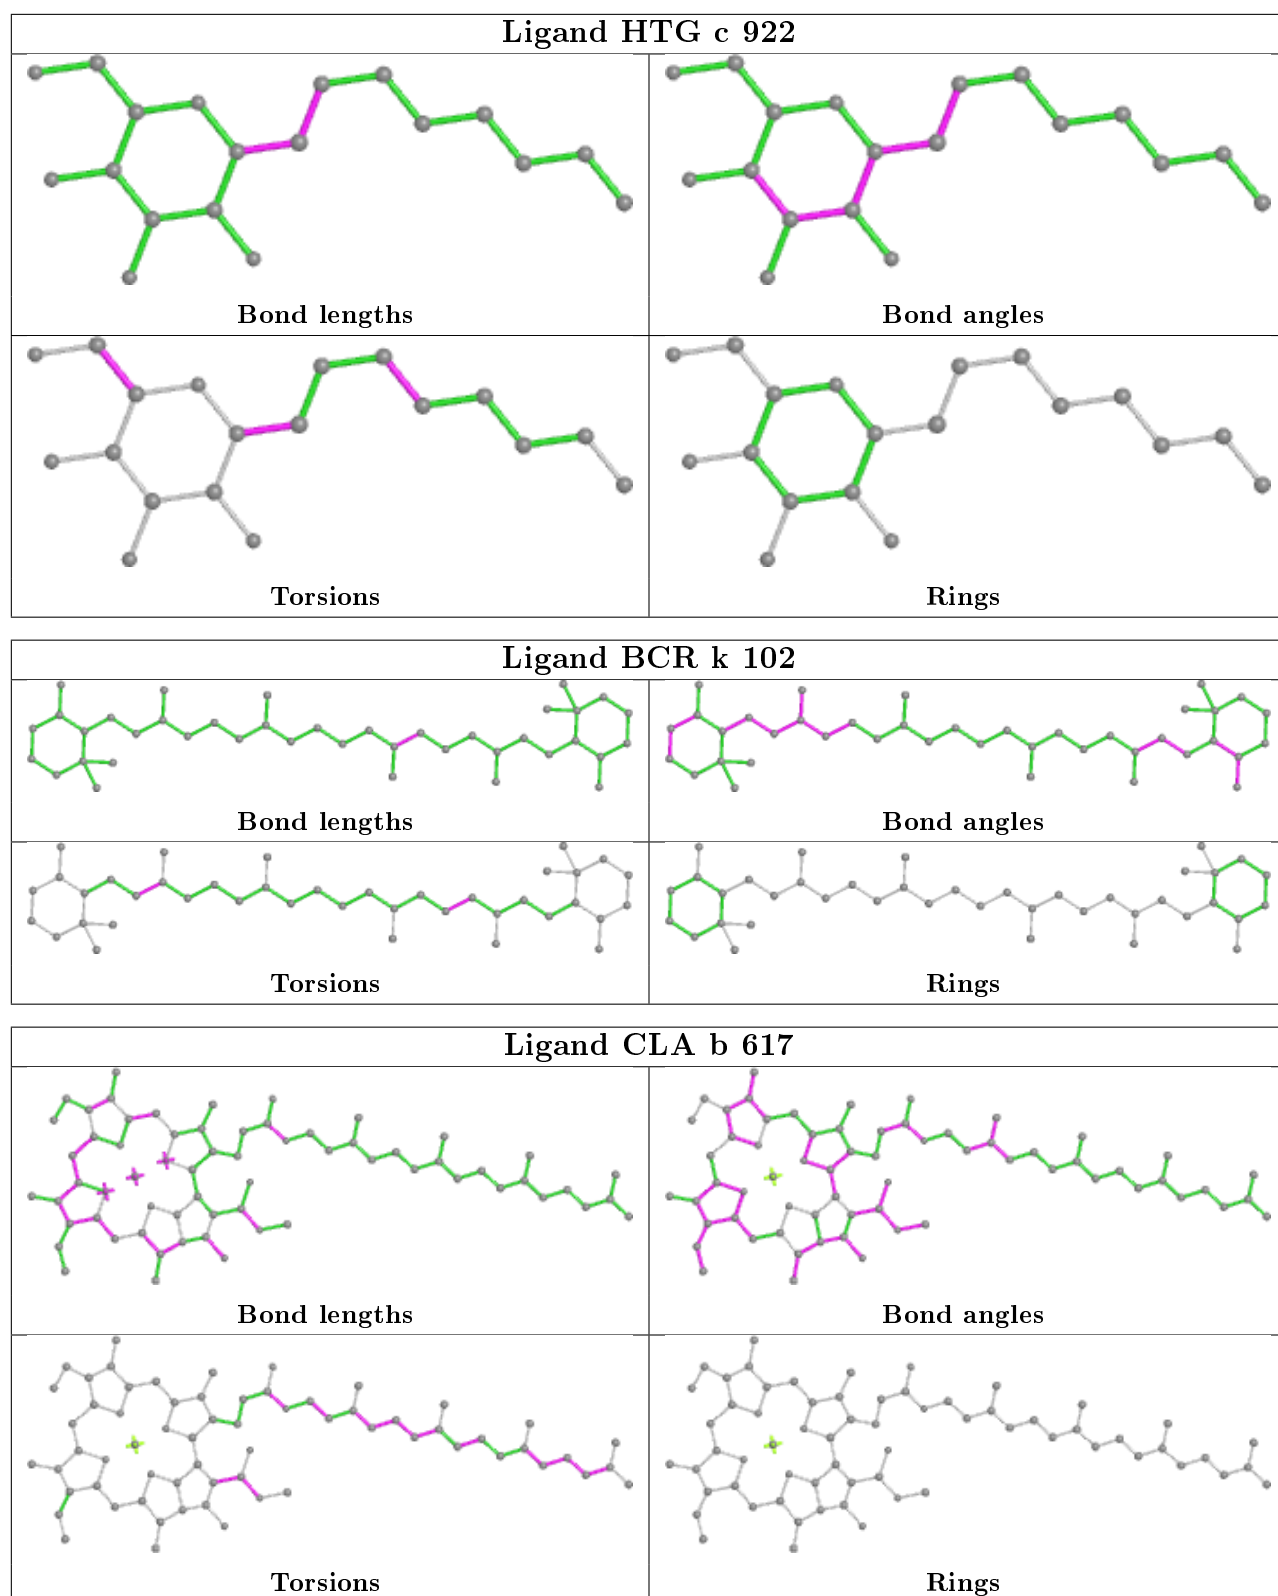 Ligand HTG c 922
Bond lengths
Bond angles
Torsions
Rings
Ligand BCR k 102
Bond lengths
Bond angles
Torsions
Rings
Ligand CLA b 617
Bond lengths
Bond angles
Torsions
Rings